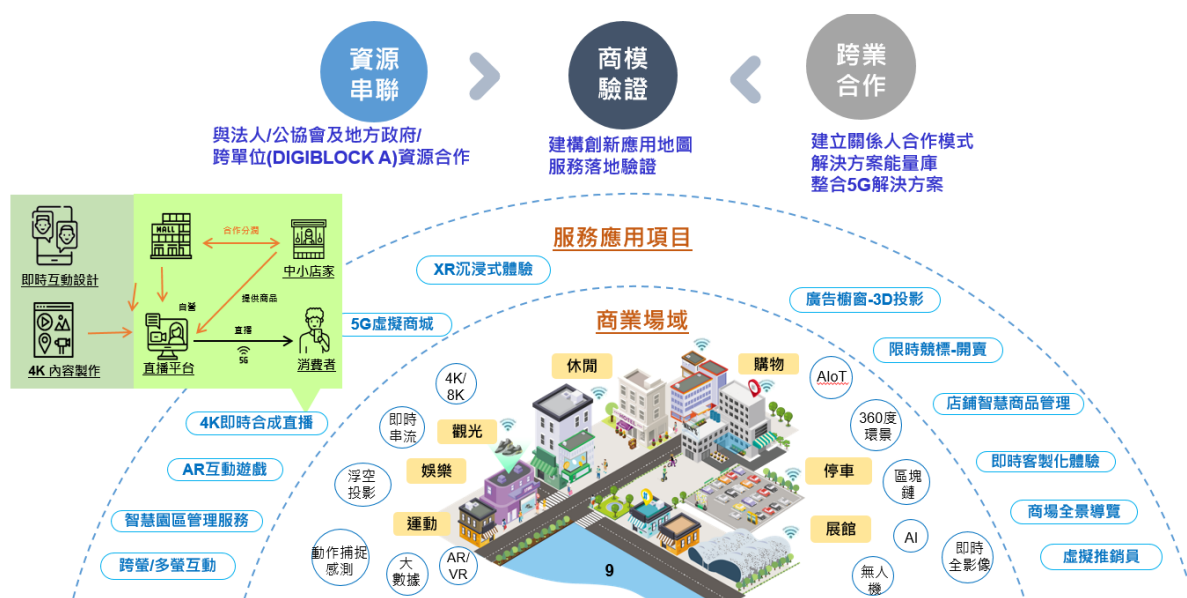 資源
串聯
商模
驗證
跨業
合作
與法人/公協會及地方政府/
跨單位(DIGIBLOCK A)資源合作
建構創新應用地圖
服務落地驗證
建立關係人合作模式
解決方案能量庫
整合5G解決方案
服務應用項目
XR沉浸式體驗
5G虛擬商城
4K即時合成直播
AR互動遊戲
智慧園區管理服務
跨螢/多螢互動
廣告櫥窗-3D投影
限時競標-開賣
店鋪智慧商品管理
即時客製化體驗
商場全景導覽
虛擬推銷員
MALL
合作分潤
即時互動設計
中小店家
自營
提供商品
直播
5G
4K 內容製作
直播平台
消費者
商業場域
休閒
購物
觀光
娛樂
運動
停車
展館
4K/
8K
即時
串流
浮空
投影
動作捕捉
感測
大
數據
AR/
VR
AIoT
360度
環景
區塊
鏈
AI
無人
機
即時
全影像
9